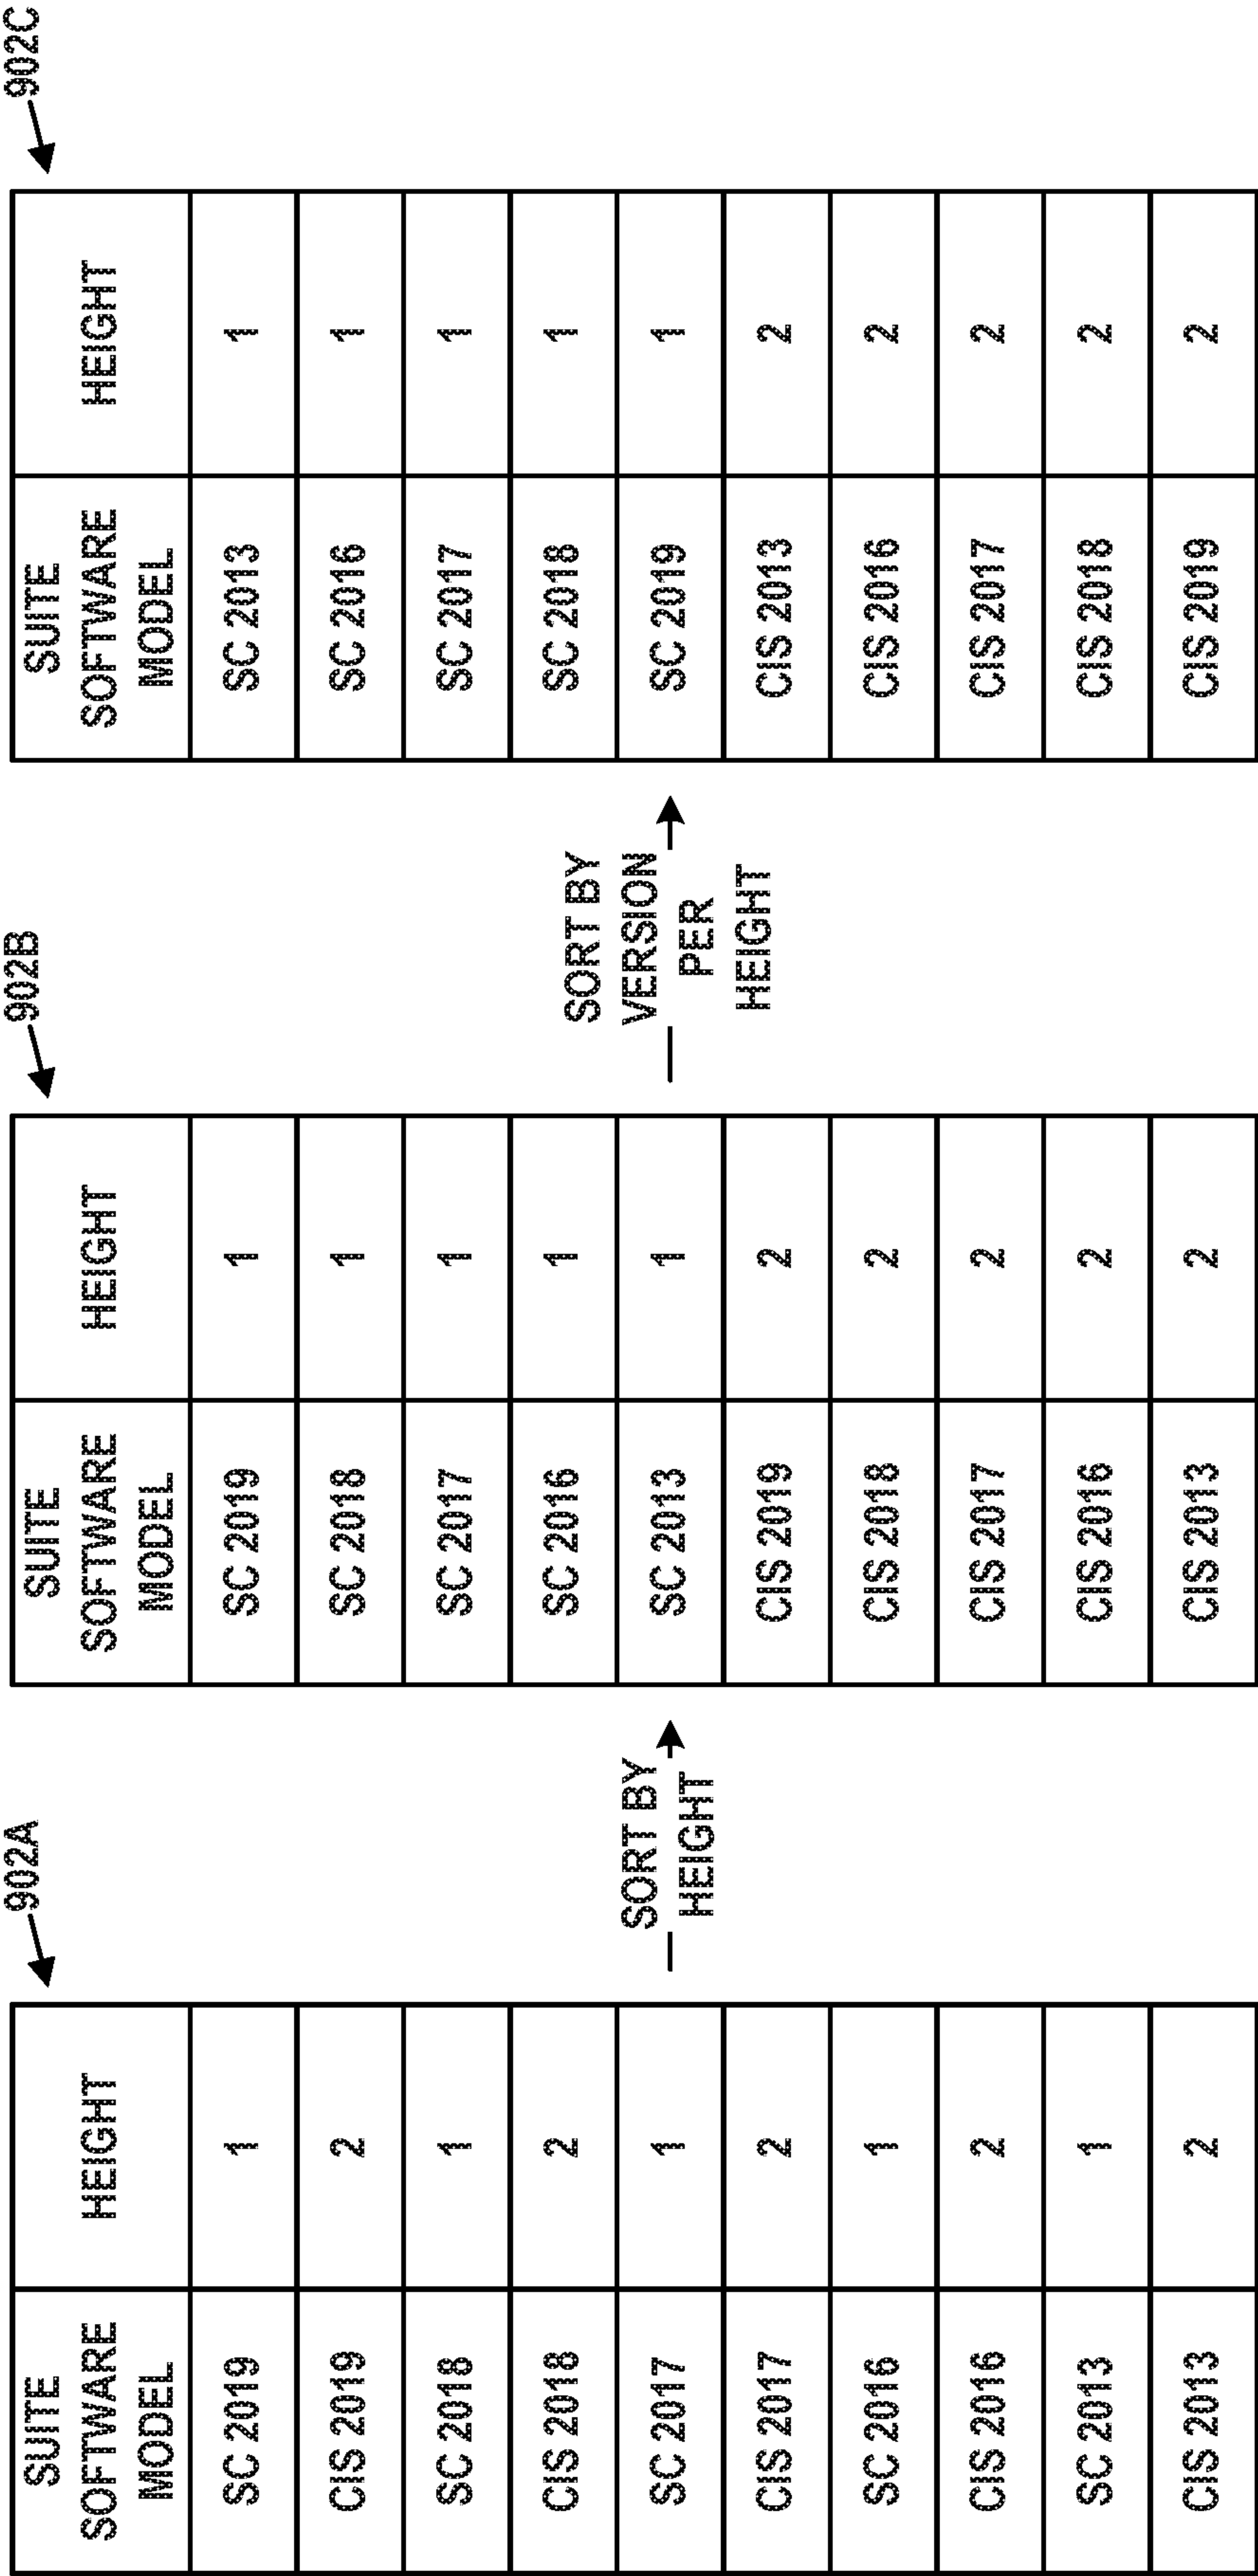 902A
SUITE
SOFTWARE
MODEL
HEIGHT
SC 2019 1
CIS 2019 2
SC 2018 1
CIS 2018 2
SC 2017 1
CIS 2017 2
SC 2016 1
CIS 2016 2
SC 2013 1
CIS 2013 2
SORT BY
HEIGHT
902B
SUITE
SOFTWARE
MODEL
HEIGHT
SC 2019 1
SC 2018 1
SC 2017 1
SC 2016 1
SC 2013 1
CIS 2019 2
CIS 2018 2
CIS 2017 2
CIS 2016 2
CIS 2013 2
SORT BY
VERSION
PER
HEIGHT
902C
SUITE
SOFTWARE
MODEL
HEIGHT
SC 2013 1
SC 2016 1
SC 2017 1
SC 2018 1
SC 2019 1
CIS 2013 2
CIS 2016 2
CIS 2017 2
CIS 2018 2
CIS 2019 2